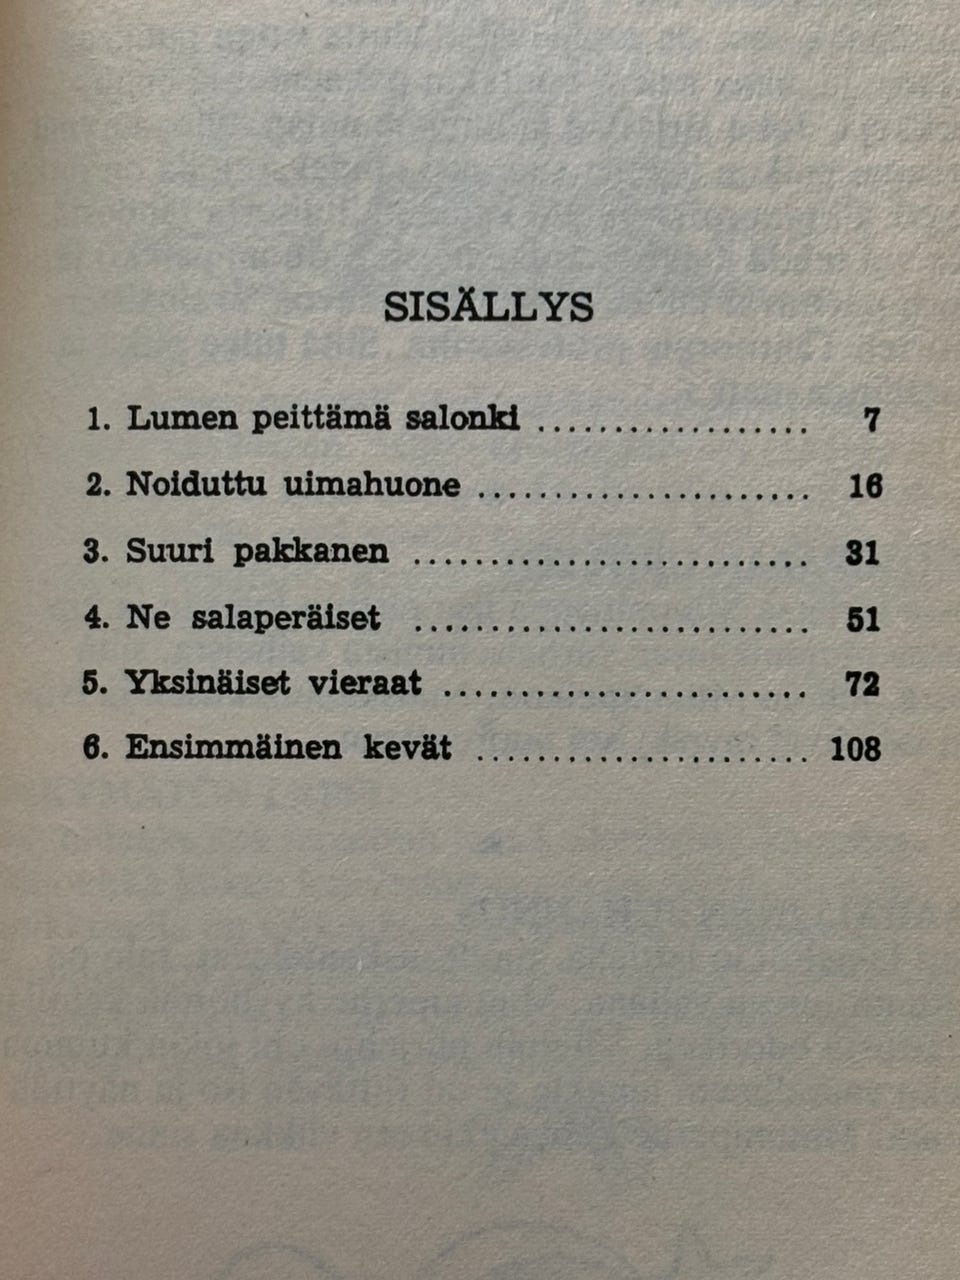 SISÄLLYS
1. Lumen peittämä salonki .................. 7
2. Noiduttu uimahuone ...................... 16
3. Suuri pakkanen .......................... 31
4. Ne salaperäiset .......................... 51
5. Yksinäiset vieraat ........................ 72
6. Ensimmäinen kevät ...................... 108